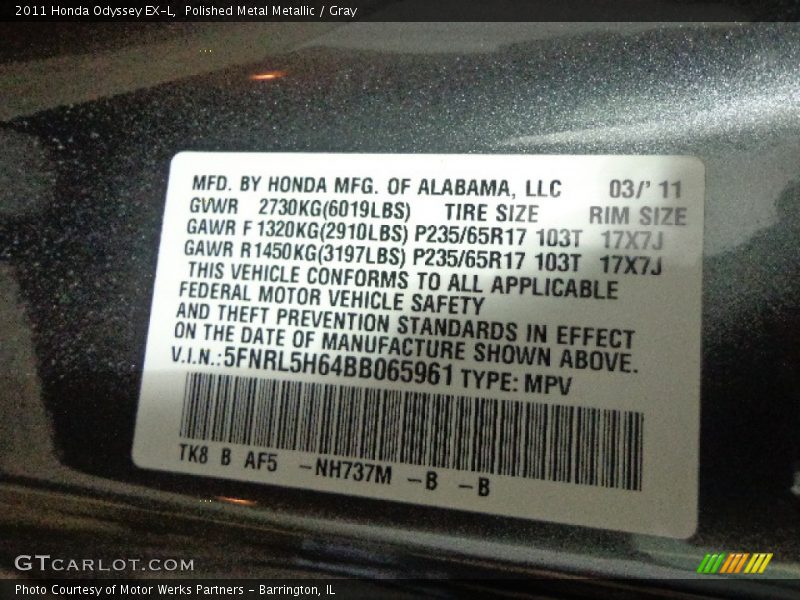 2011 Honda Odyssey EX-L, Polished Metal Metallic / Gray
MFD. BY HONDA MFG. OF ALABAMA, LLC 03/' 11
GVWR 2730KG(6019LBS) TIRE SIZE RIM SIZE
GAWR F 1320KG(2910LBS) P235/65R17 103T 17X7J
GAWR R1450KG(3197LBS) P235/65R17 103T 17X7J
THIS VEHICLE CONFORMS TO ALL APPLICABLE
FEDERAL MOTOR VEHICLE SAFETY
AND THEFT PREVENTION STANDARDS IN EFFECT
ON THE DATE OF MANUFACTURE SHOWN ABOVE.
V.I.N.:5FNRL5H64BB065961 TYPE: MPV
TK8 B AF5 -NH737M -B -B
GTCARLOT.COM
Photo Courtesy of Motor Werks Partners - Barrington, IL